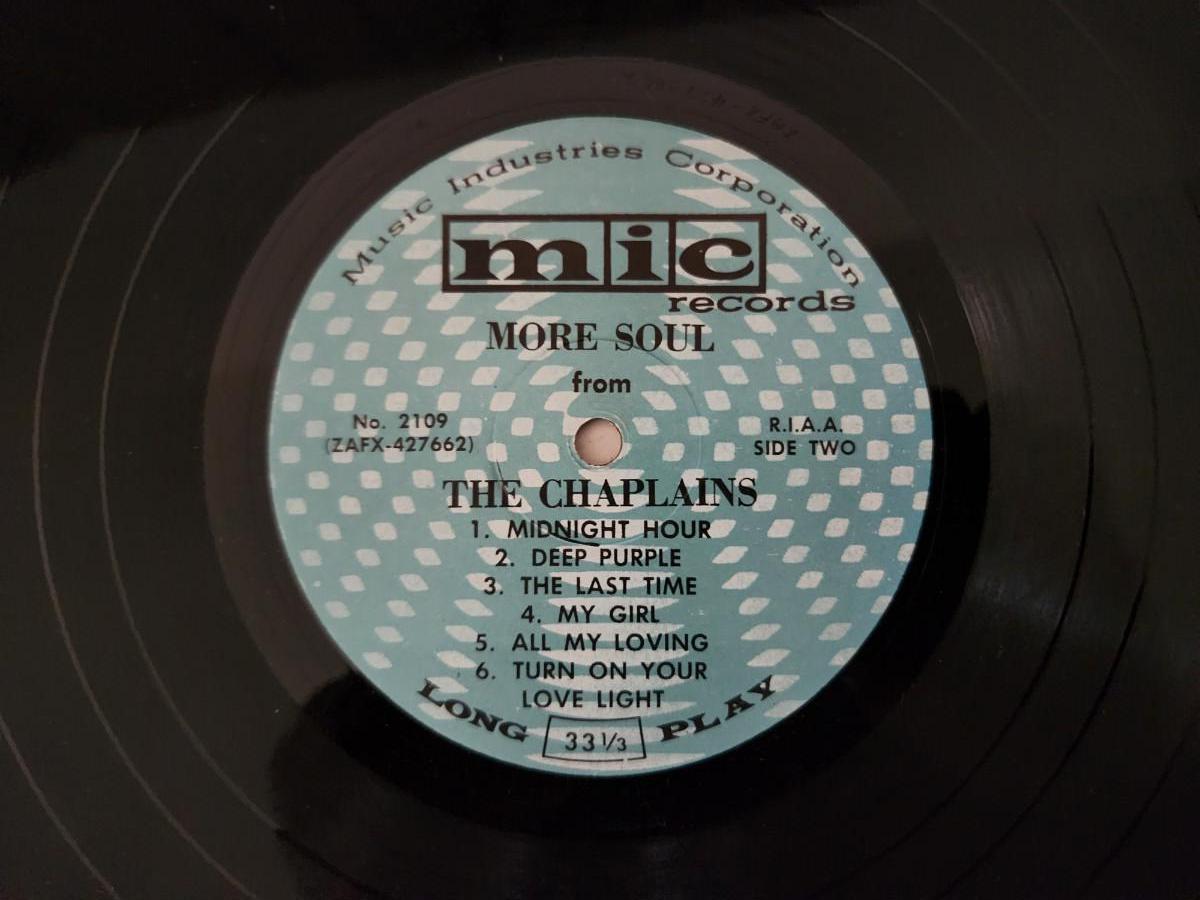 Music Industries Corporation
mic
records
MORE SOUL
from
No. 2109
(ZAFX-427662)
R.I.A.A.
SIDE TWO
THE CHAPLAINS
1. MIDNIGHT HOUR
2. DEEP PURPLE
3. THE LAST TIME
4. MY GIRL
5. ALL MY LOVING
6. TURN ON YOUR
LOVE LIGHT
LONG 33 1/3 PLAY